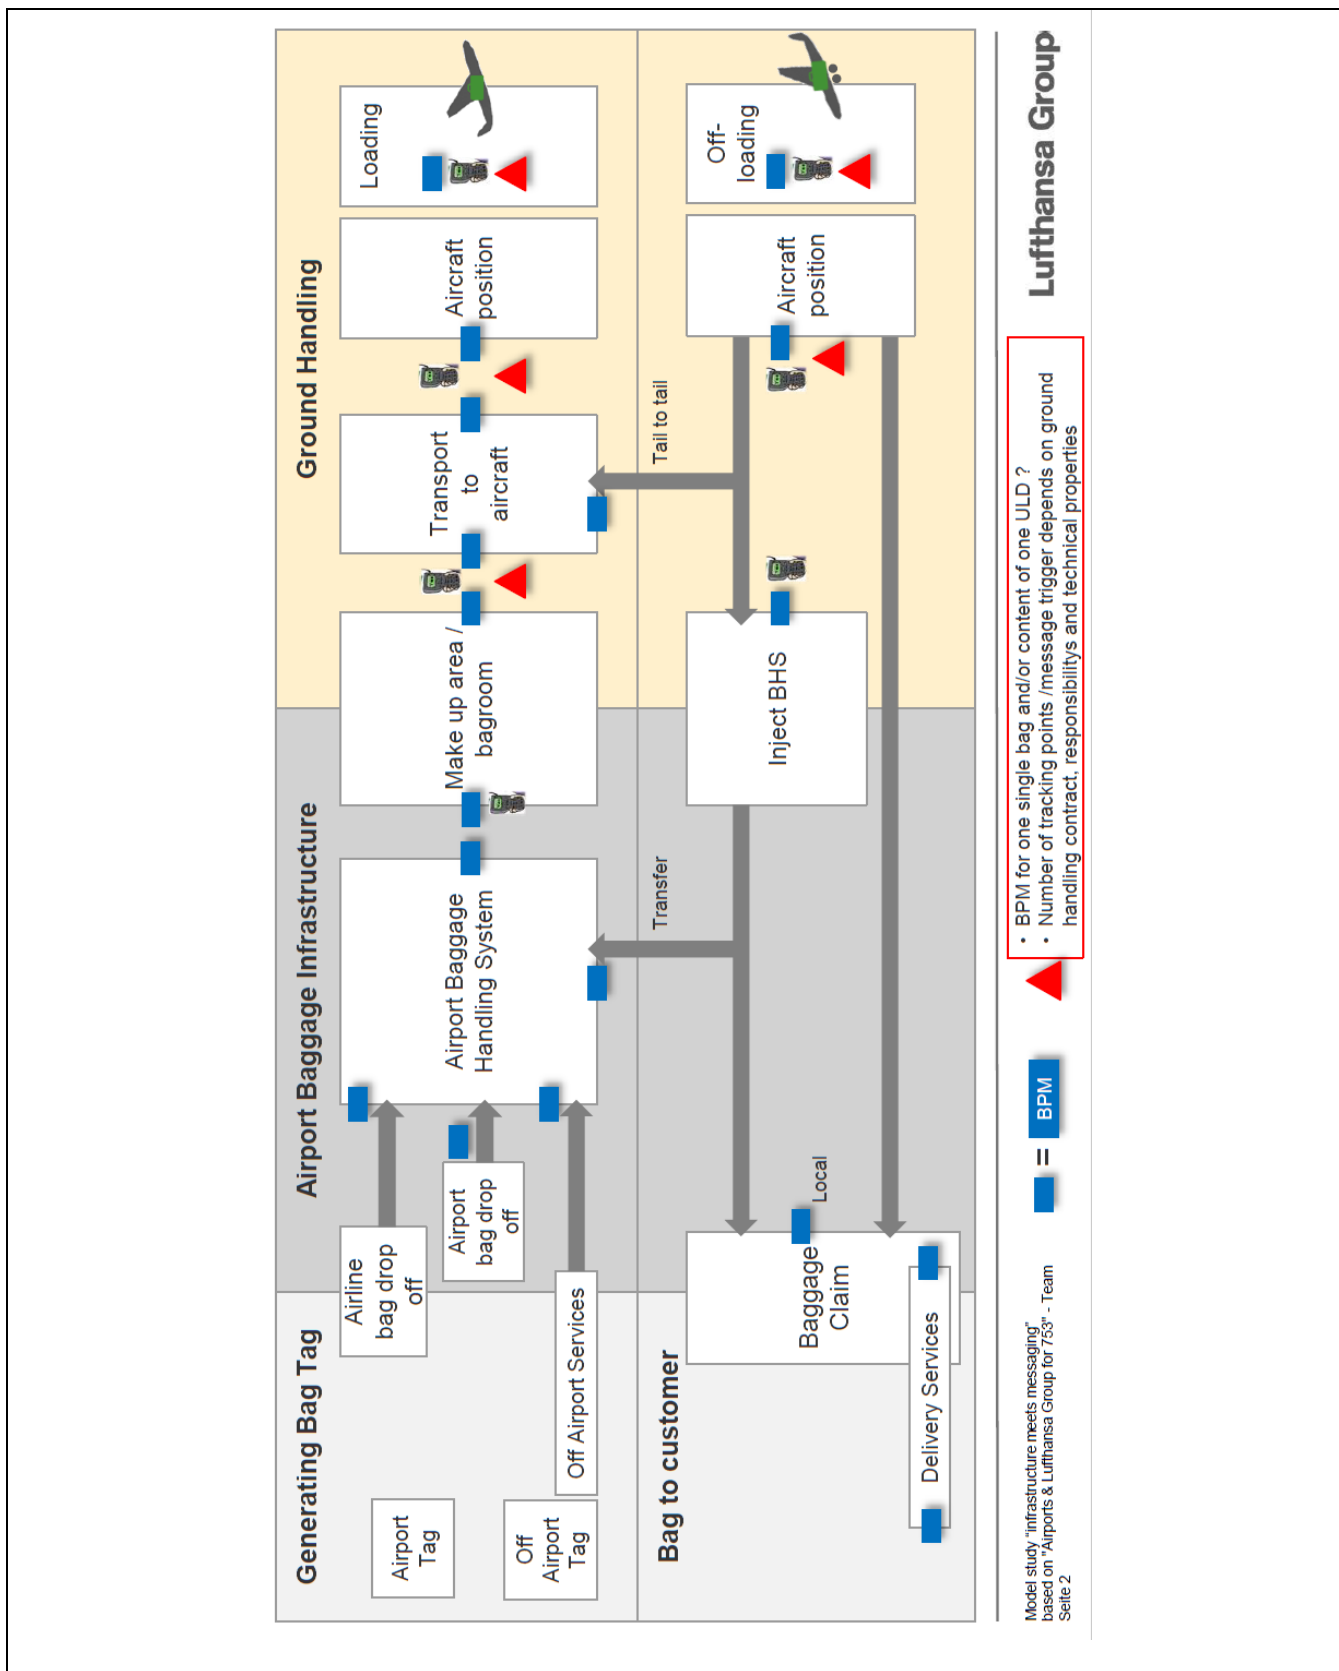 Generating Bag Tag
Airport Baggage Infrastructure
Ground Handling
Airport
Tag
Off
Airport
Tag
Airline
bag drop
off
Airport
bag drop
off
Off Airport Services
Airport Baggage
Handling System
Make up area /
bagroom
Transport
to
aircraft
Aircraft
position
Loading
Transfer
Tail to tail
Bag to customer
Delivery Services
Baggage
Claim
Local
Inject BHS
Aircraft
position
Off-
loading
Model study "infrastructure meets messaging"
based on "Airports & Lufthansa Group for 753" - Team
Seite 2
= BPM
• BPM for one single bag and/or content of one ULD ?
• Number of tracking points /message trigger depends on ground
handling contract, responsibilitys and technical properties
Lufthansa Group